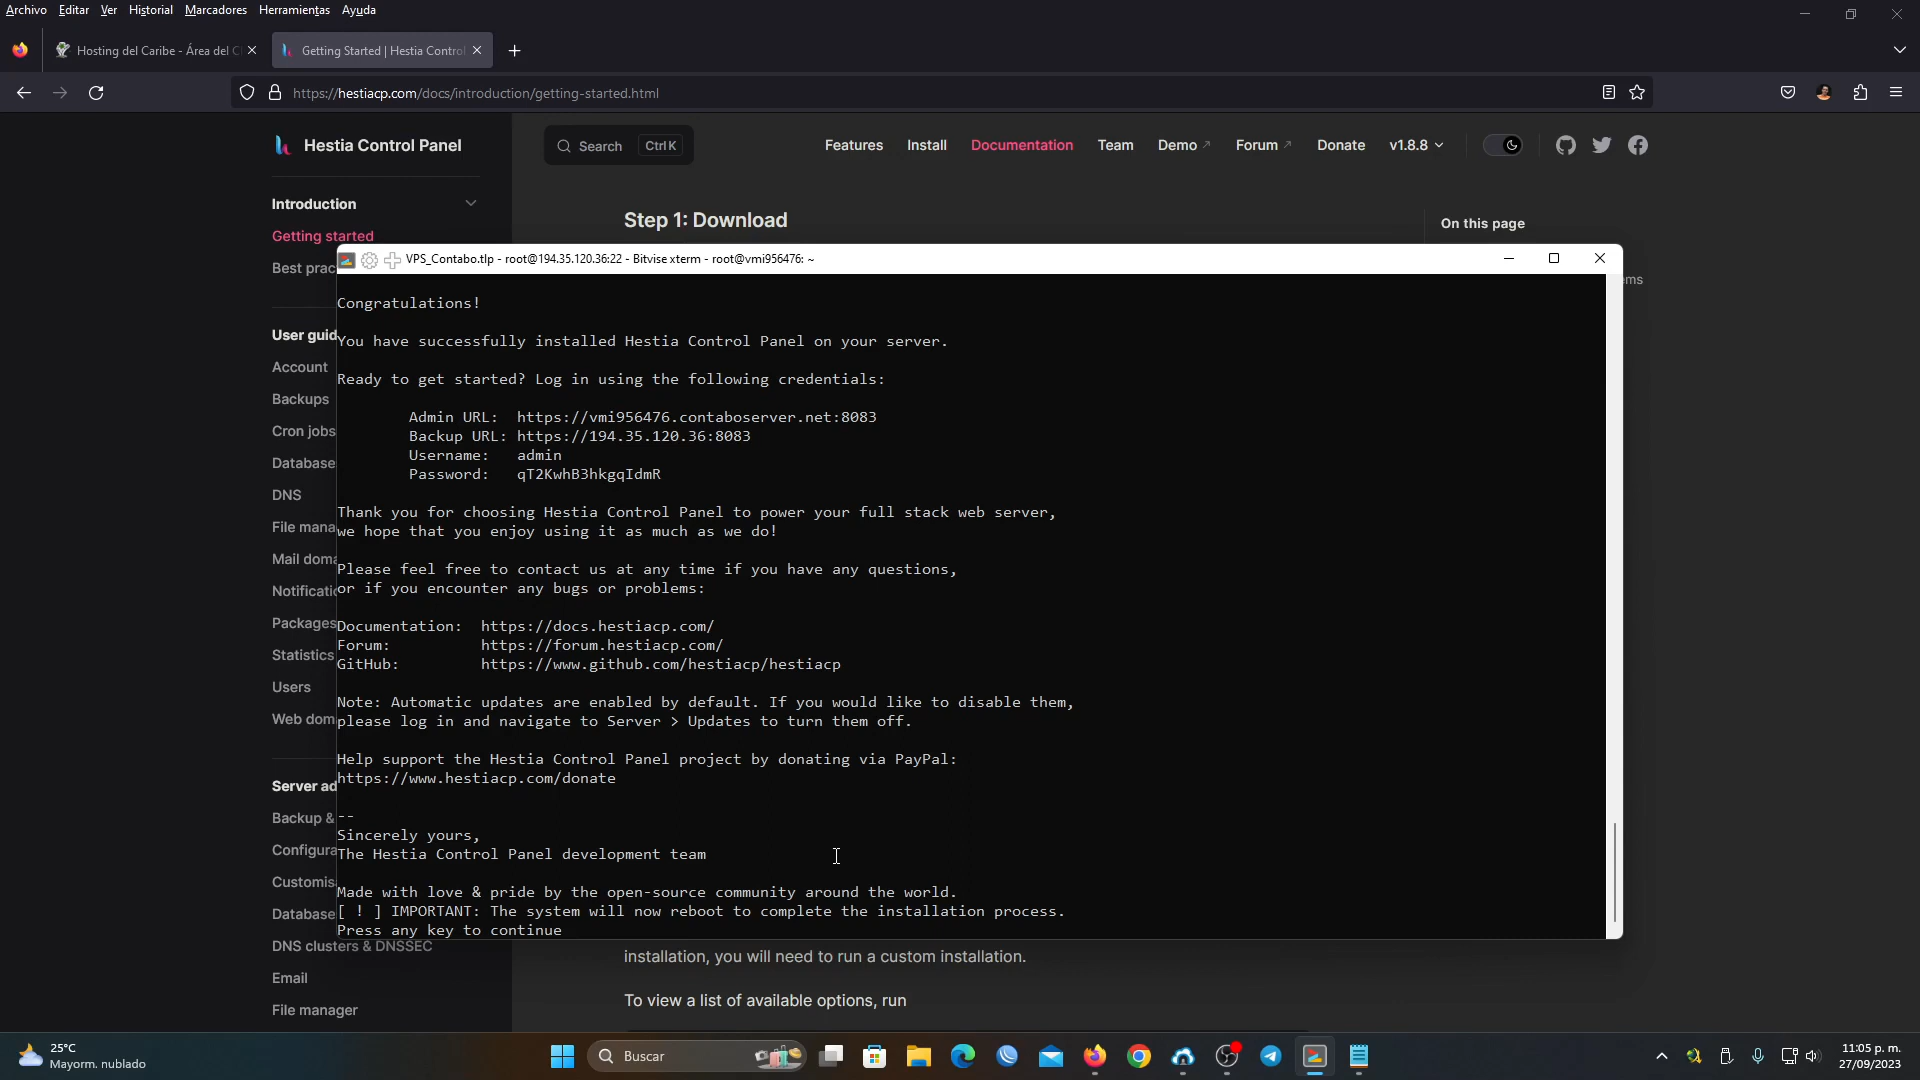 Archivo Editar Ver Historial Marcadores Herramientas Ayuda
Hosting del Caribe - Área del C
Getting Started | Hestia Control
https://hestiacp.com/docs/introduction/getting-started.html
Hestia Control Panel
Search Ctrl K
Features Install Documentation Team Demo Forum Donate v1.8.8
Introduction
Getting started
Best prac
User guid
Account
Backups
Cron jobs
Database
DNS
File mana
Mail doma
Notificatio
Packages
Statistics
Users
Web dom
Server ad
Backup &
Configura
Customis
Database
DNS clusters & DNSSEC
Email
File manager
Step 1: Download
On this page
ems
VPS_Contabo.tlp - root@194.35.120.36:22 - Bitvise xterm - root@vmi956476: ~
Congratulations!
You have successfully installed Hestia Control Panel on your server.
Ready to get started? Log in using the following credentials:
Admin URL: https://vmi956476.contaboserver.net:8083
Backup URL: https://194.35.120.36:8083
Username: admin
Password: qT2KwhB3hkgqIdmR
Thank you for choosing Hestia Control Panel to power your full stack web server,
we hope that you enjoy using it as much as we do!
Please feel free to contact us at any time if you have any questions,
or if you encounter any bugs or problems:
Documentation: https://docs.hestiacp.com/
Forum: https://forum.hestiacp.com/
GitHub: https://www.github.com/hestiacp/hestiacp
Note: Automatic updates are enabled by default. If you would like to disable them,
please log in and navigate to Server > Updates to turn them off.
Help support the Hestia Control Panel project by donating via PayPal:
https://www.hestiacp.com/donate
--
Sincerely yours,
The Hestia Control Panel development team
Made with love & pride by the open-source community around the world.
[ ! ] IMPORTANT: The system will now reboot to complete the installation process.
Press any key to continue
installation, you will need to run a custom installation.
To view a list of available options, run
25°C
Mayorm. nublado
Buscar
11:05 p. m.
27/09/2023